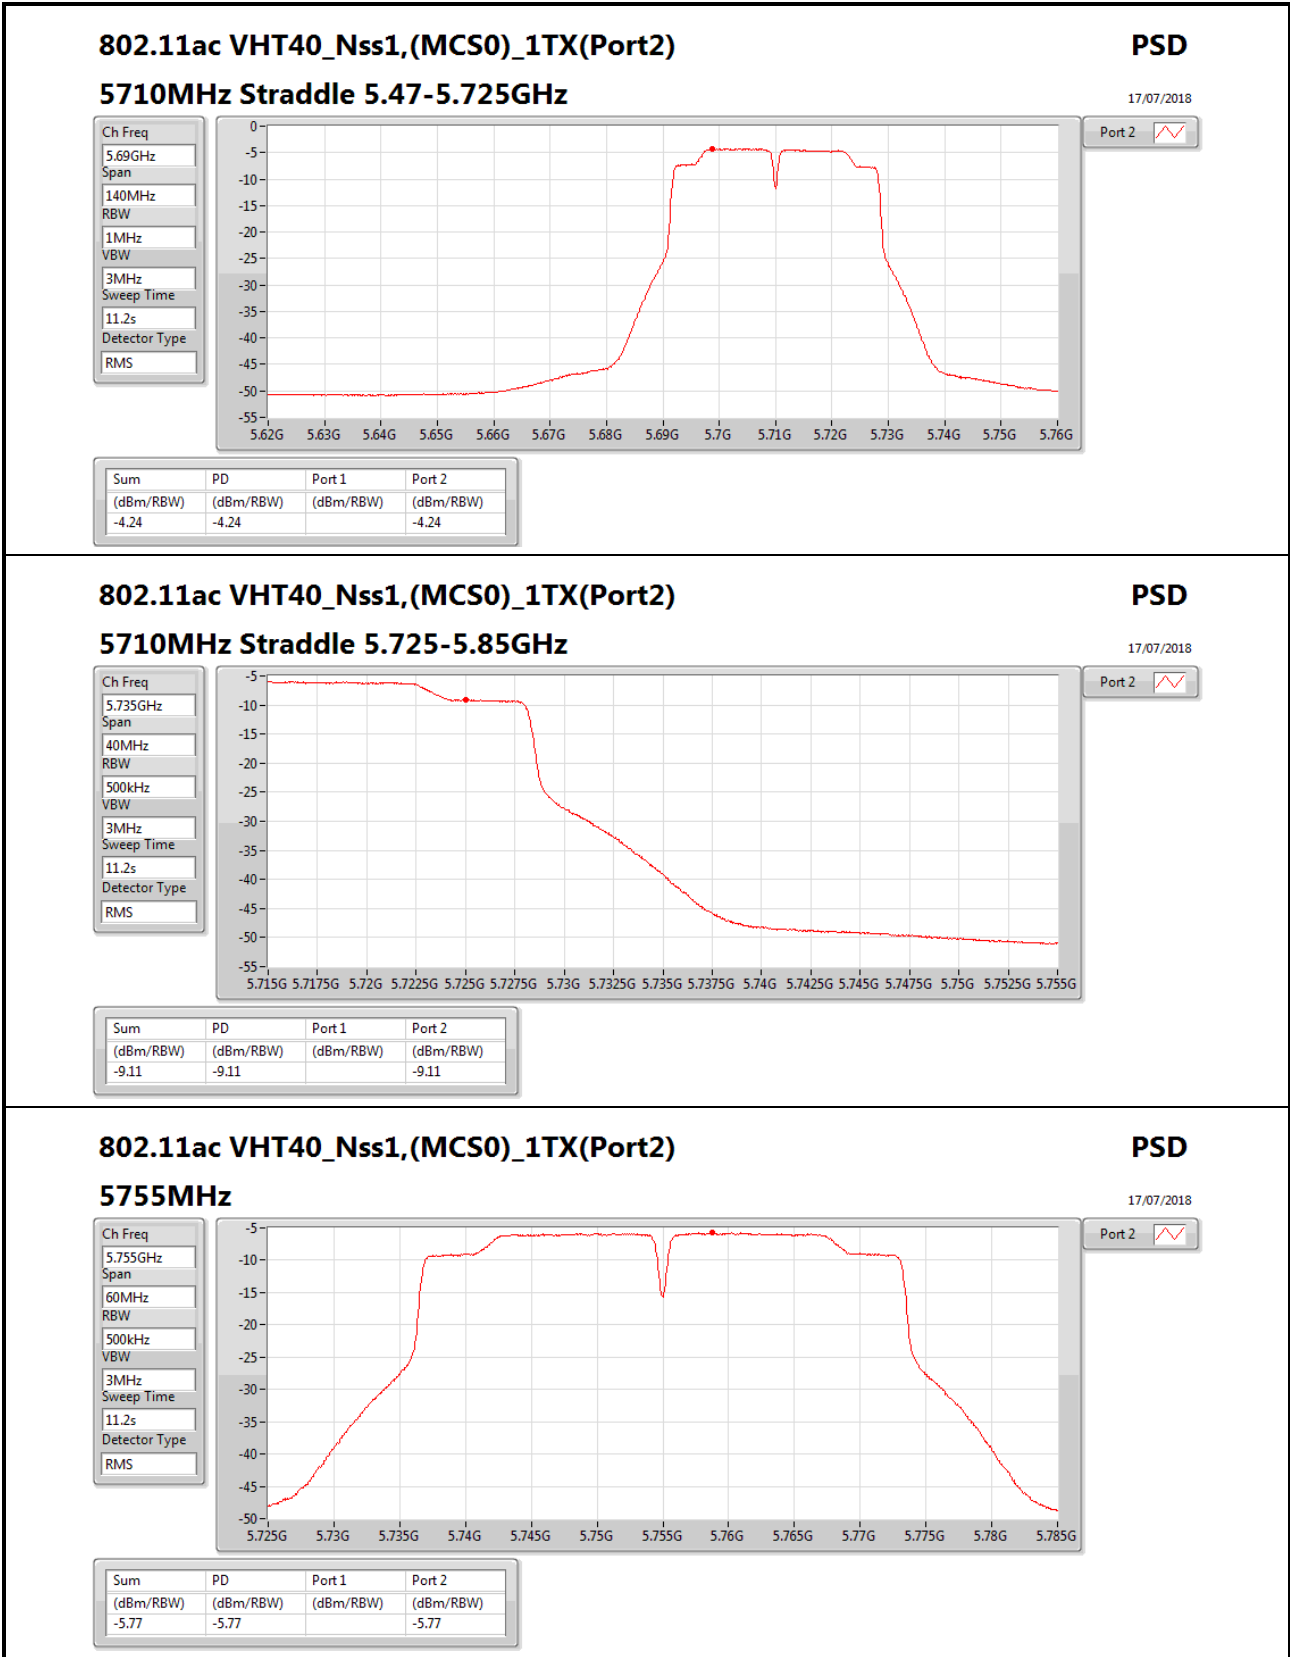 802.11ac VHT40_Nss1,(MCS0)_1TX(Port2) PSD
5710MHz Straddle 5.47-5.725GHz 17/07/2018
Ch Freq
5.69GHz
Span
140MHz
RBW
1MHz
VBW
3MHz
Sweep Time
11.2s
Detector Type
RMS
0
-5
-10
-15
-20
-25
-30
-35
-40
-45
-50
-55
5.62G 5.63G 5.64G 5.65G 5.66G 5.67G 5.68G 5.69G 5.7G 5.71G 5.72G 5.73G 5.74G 5.75G 5.76G
Port 2
Sum PD Port 1 Port 2
(dBm/RBW) (dBm/RBW) (dBm/RBW) (dBm/RBW)
-4.24 -4.24 -4.24
802.11ac VHT40_Nss1,(MCS0)_1TX(Port2) PSD
5710MHz Straddle 5.725-5.85GHz 17/07/2018
Ch Freq
5.735GHz
Span
40MHz
RBW
500kHz
VBW
3MHz
Sweep Time
11.2s
Detector Type
RMS
-5
-10
-15
-20
-25
-30
-35
-40
-45
-50
-55
5.715G 5.7175G 5.72G 5.7225G 5.725G 5.7275G 5.73G 5.7325G 5.735G 5.7375G 5.74G 5.7425G 5.745G 5.7475G 5.75G 5.7525G 5.755G
Port 2
Sum PD Port 1 Port 2
(dBm/RBW) (dBm/RBW) (dBm/RBW) (dBm/RBW)
-9.11 -9.11 -9.11
802.11ac VHT40_Nss1,(MCS0)_1TX(Port2) PSD
5755MHz 17/07/2018
Ch Freq
5.755GHz
Span
60MHz
RBW
500kHz
VBW
3MHz
Sweep Time
11.2s
Detector Type
RMS
-5
-10
-15
-20
-25
-30
-35
-40
-45
-50
5.725G 5.73G 5.735G 5.74G 5.745G 5.75G 5.755G 5.76G 5.765G 5.77G 5.775G 5.78G 5.785G
Port 2
Sum PD Port 1 Port 2
(dBm/RBW) (dBm/RBW) (dBm/RBW) (dBm/RBW)
-5.77 -5.77 -5.77